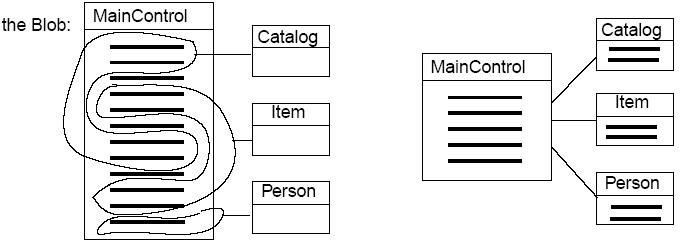 the Blob:
MainControl
Catalog
Item
Person
MainControl
Catalog
Item
Person